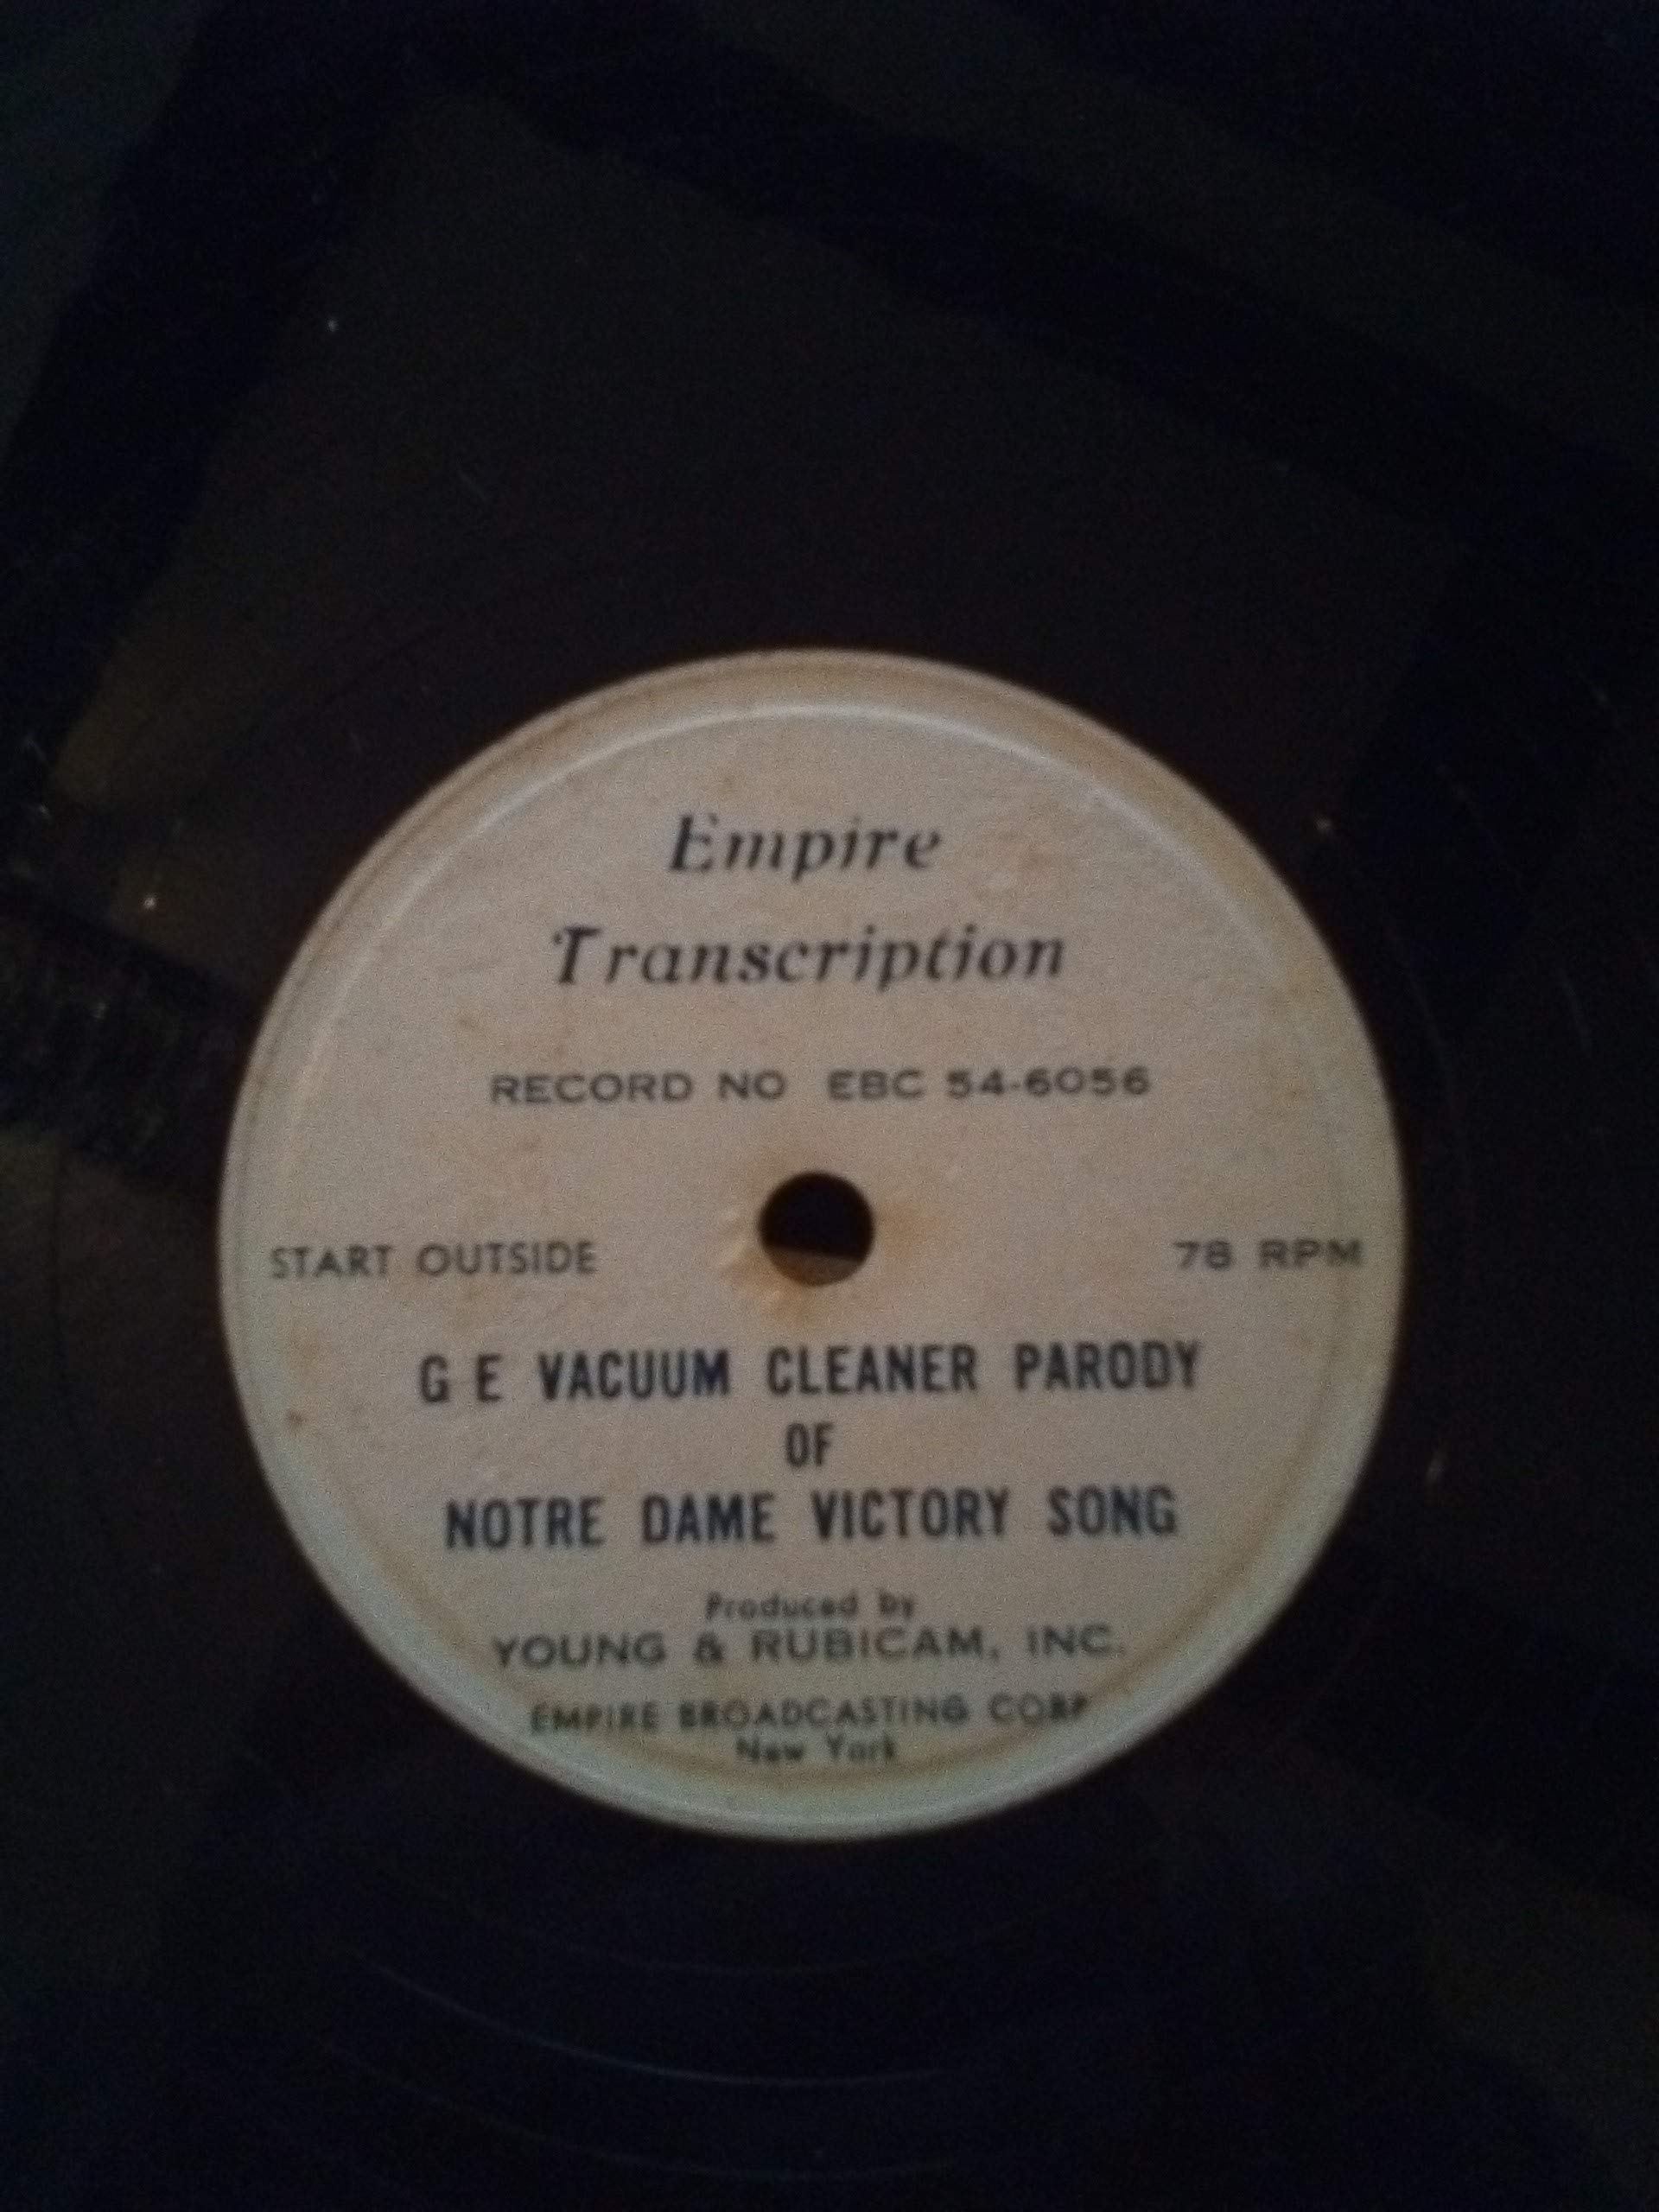 Empire
Transcription
RECORD NO EBC 54-6056
START OUTSIDE 78 RPM
G E VACUUM CLEANER PARODY
OF
NOTRE DAME VICTORY SONG
Produced by
YOUNG & RUBICAM, INC.
EMPIRE BROADCASTING CORP
New York